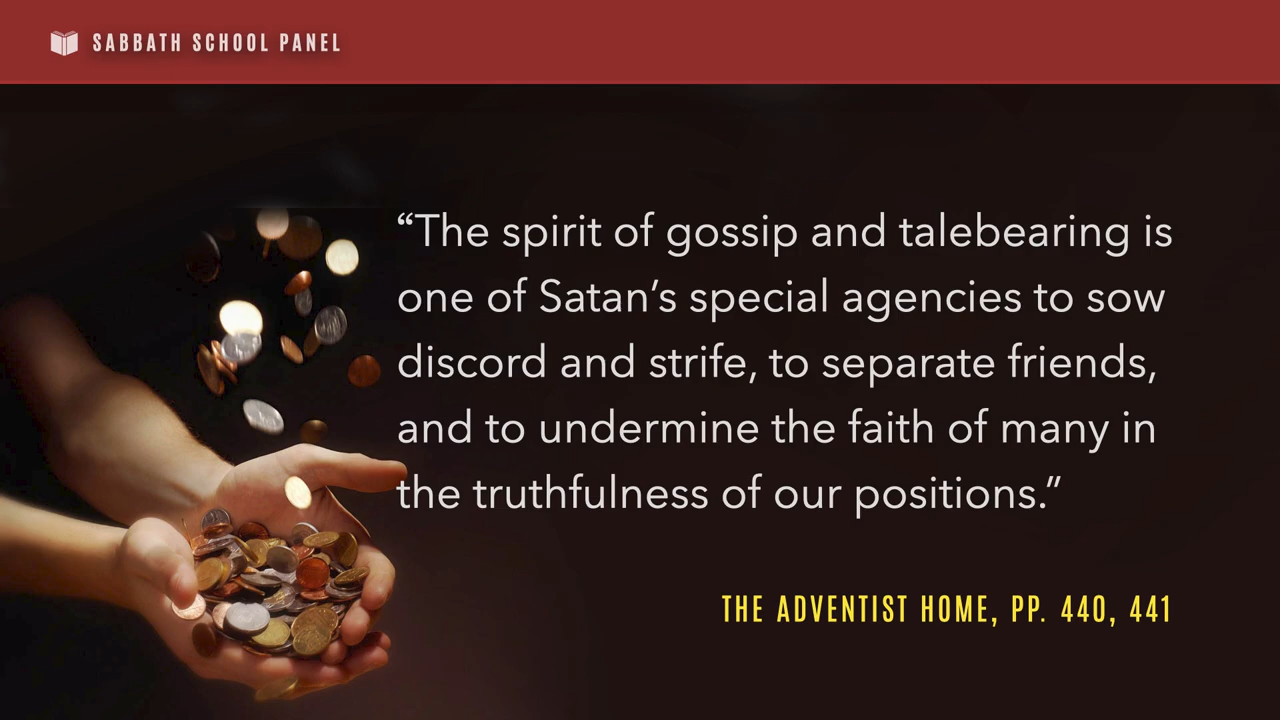 SABBATH SCHOOL PANEL
“The spirit of gossip and talebearing is
one of Satan’s special agencies to sow
discord and strife, to separate friends,
and to undermine the faith of many in
the truthfulness of our positions.”
THE ADVENTIST HOME, PP. 440, 441